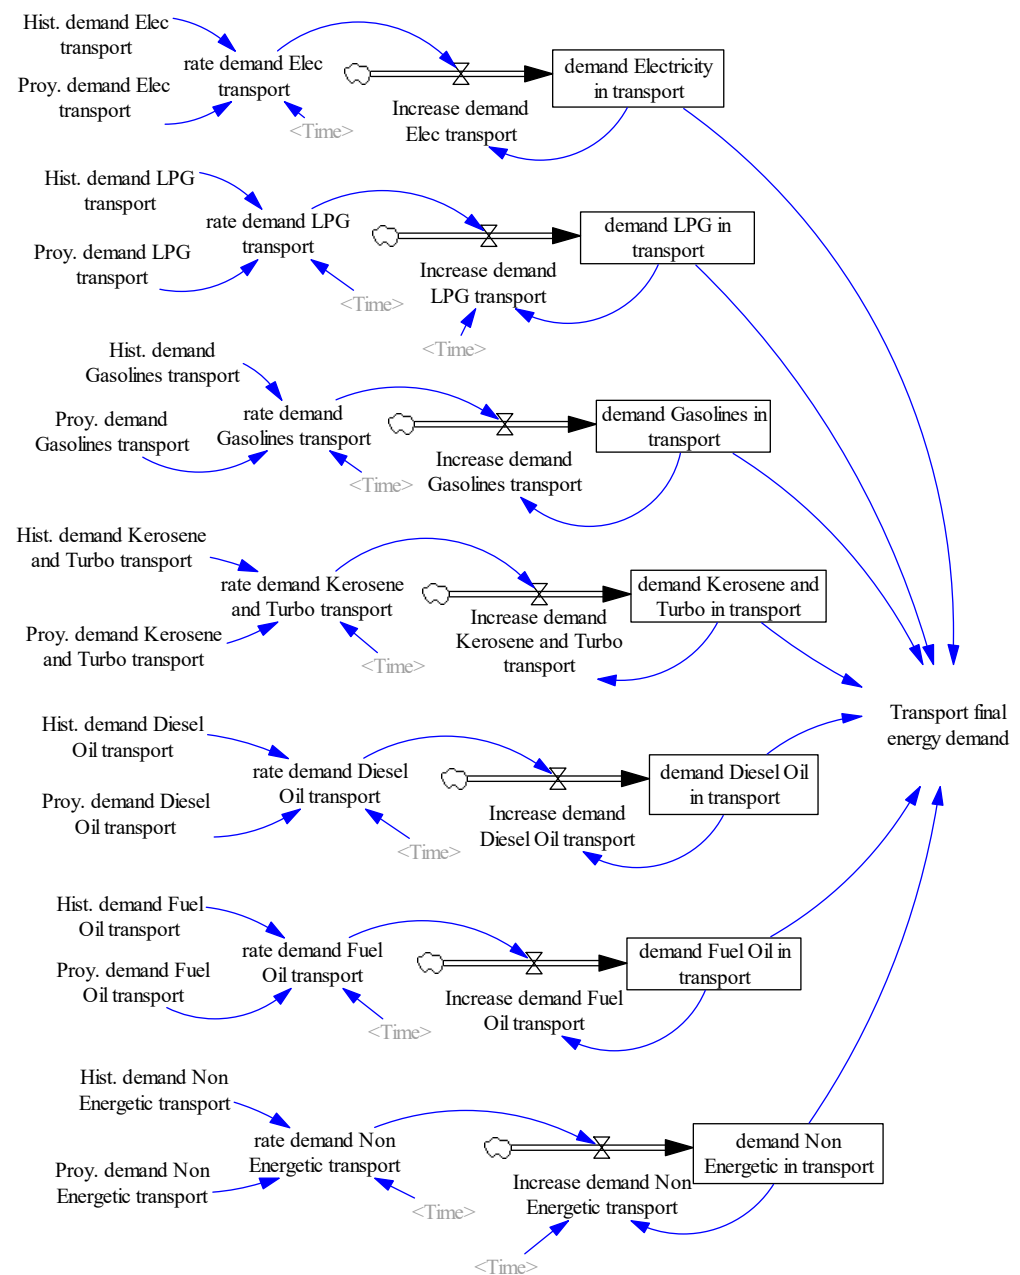 Hist. demand Elec
transport
Proy. demand Elec
transport
rate demand Elec
transport
<Time>
Increase demand
Elec transport
demand Electricity
in transport
Hist. demand LPG
transport
Proy. demand LPG
transport
rate demand LPG
transport
<Time>
Increase demand
LPG transport
<Time>
demand LPG in
transport
Hist. demand
Gasolines transport
Proy. demand
Gasolines transport
rate demand
Gasolines transport
<Time>
Increase demand
Gasolines transport
demand Gasolines in
transport
Hist. demand Kerosene
and Turbo transport
Proy. demand Kerosene
and Turbo transport
rate demand Kerosene
and Turbo transport
<Time>
Increase demand
Kerosene and Turbo
transport
demand Kerosene and
Turbo in transport
Transport final
energy demand
Hist. demand Diesel
Oil transport
Proy. demand Diesel
Oil transport
rate demand Diesel
Oil transport
<Time>
Increase demand
Diesel Oil transport
demand Diesel Oil
in transport
Hist. demand Fuel
Oil transport
Proy. demand Fuel
Oil transport
rate demand Fuel
Oil transport
<Time>
Increase demand Fuel
Oil transport
demand Fuel Oil in
transport
Hist. demand Non
Energetic transport
Proy. demand Non
Energetic transport
rate demand Non
Energetic transport
<Time>
Increase demand Non
Energetic transport
<Time>
demand Non
Energetic in transport